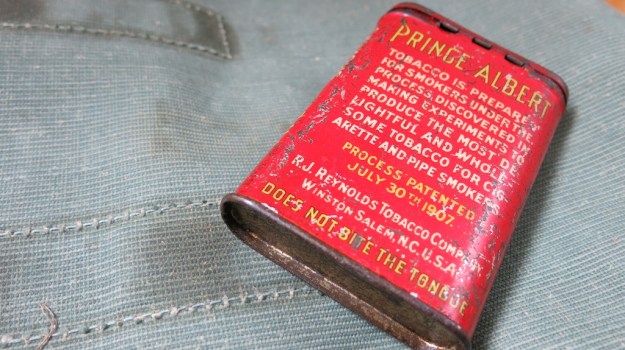 PRINCE ALBERT
TOBACCO IS PREPARED
FOR SMOKERS UNDER THE
PROCESS DISCOVERED IN
MAKING EXPERIMENTS TO
PRODUCE THE MOST DE-
LIGHTFUL AND WHOLE-
SOME TOBACCO FOR CIG-
ARETTE AND PIPE SMOKERS
PROCESS PATENTED
JULY 30TH 1907
R.J. REYNOLDS TOBACCO COMPANY
WINSTON SALEM, N.C. U.S.A.
DOES NOT BITE THE TONGUE